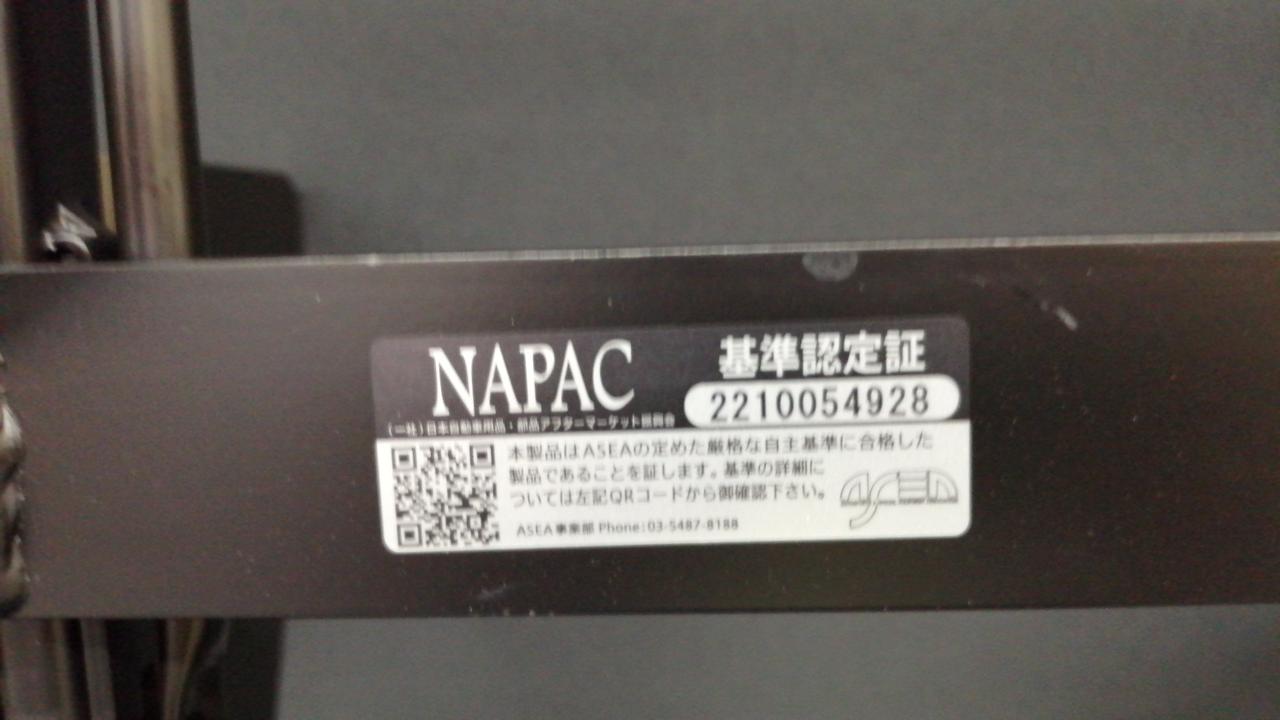 NAPAC
(一社)日本自動車用品・部品アフターマーケット振興会
基準認定証
2210054928
本製品はASEAの定めた厳格な自主基準に合格した
製品であることを証します。基準の詳細に
ついては左記QRコードから御確認下さい。
ASEA事業部 Phone:03-5487-8188
asea